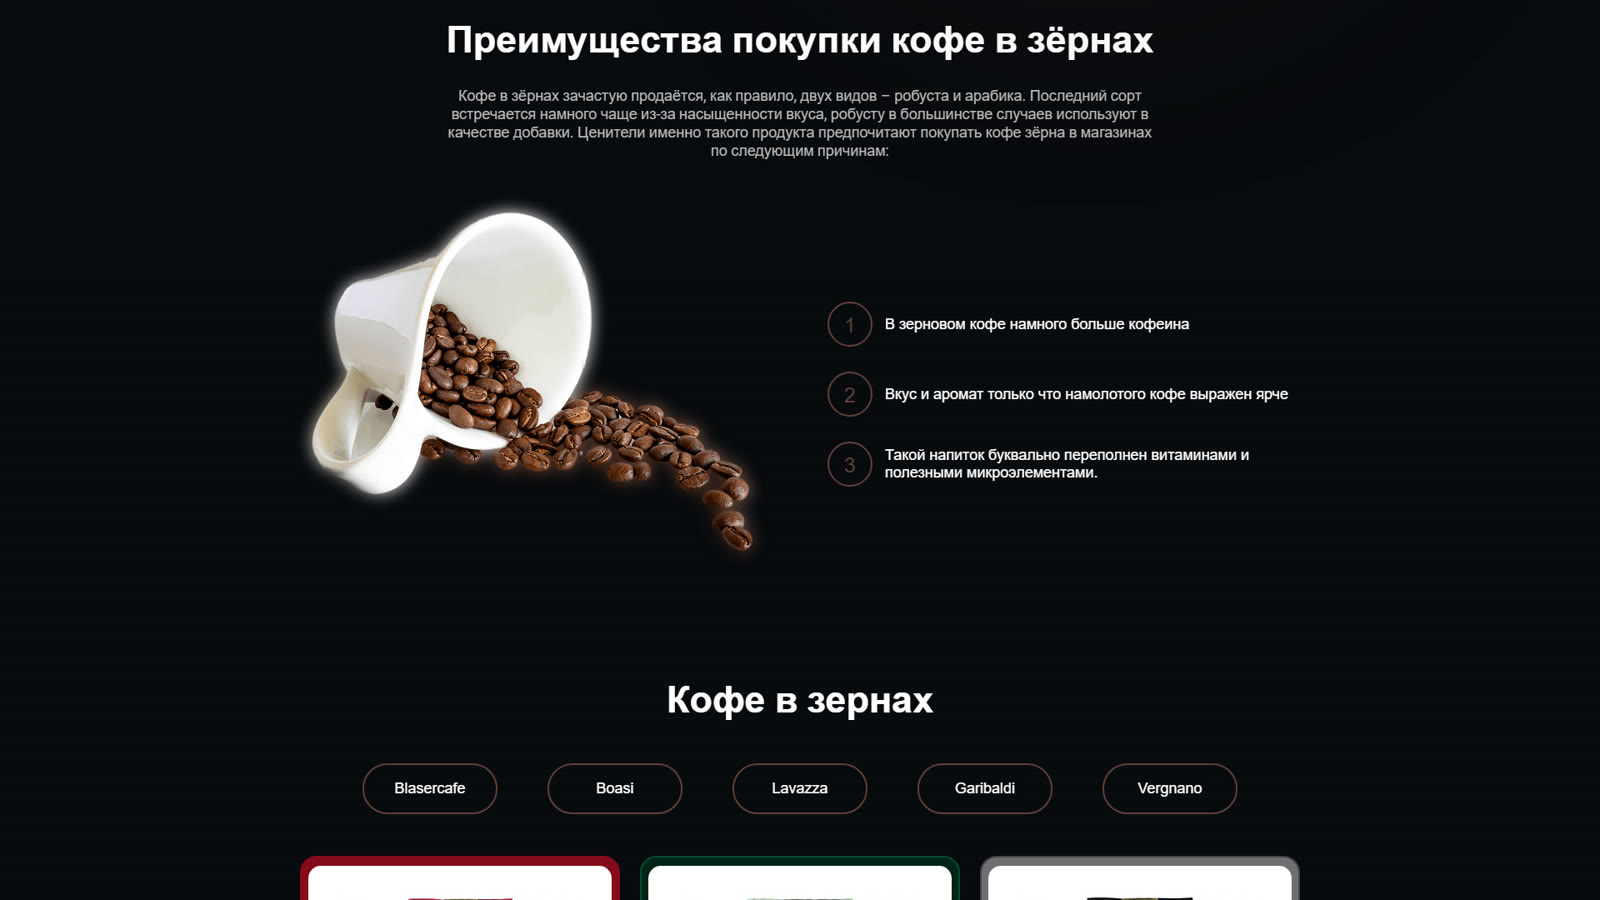 Преимущества покупки кофе в зёрнах
Кофе в зёрнах зачастую продаётся, как правило, двух видов – робуста и арабика. Последний сорт
встречается намного чаще из-за насыщенности вкуса, робусту в большинстве случаев используют в
качестве добавки. Ценители именно такого продукта предпочитают покупать кофе зёрна в магазинах
по следующим причинам:
1 В зерновом кофе намного больше кофеина
2 Вкус и аромат только что намолотого кофе выражен ярче
3 Такой напиток буквально переполнен витаминами и
полезными микроэлементами.
Кофе в зернах
Blasercafe Boasi Lavazza Garibaldi Vergnano